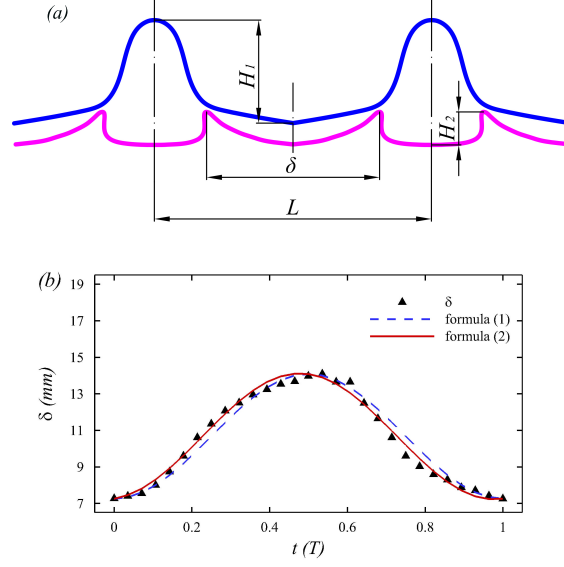 (a)
H₁
H₂
δ
L
(b)
19
17
15
13
11
9
7
δ (mm)
δ
formula (1)
formula (2)
0
0.2
0.4
0.6
0.8
1
t (T)